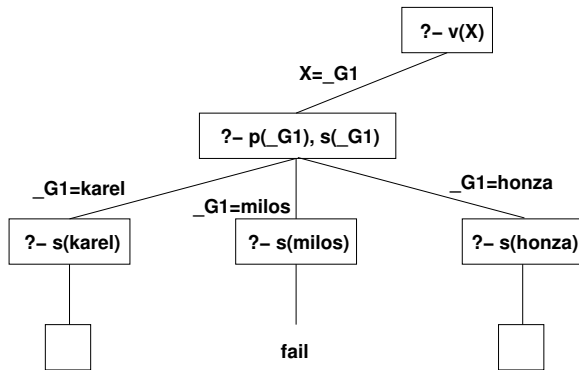 ?− v(X)
X=_G1
?− p(_G1), s(_G1)
_G1=karel
_G1=milos
_G1=honza
?− s(karel)
?− s(milos)
?− s(honza)
fail